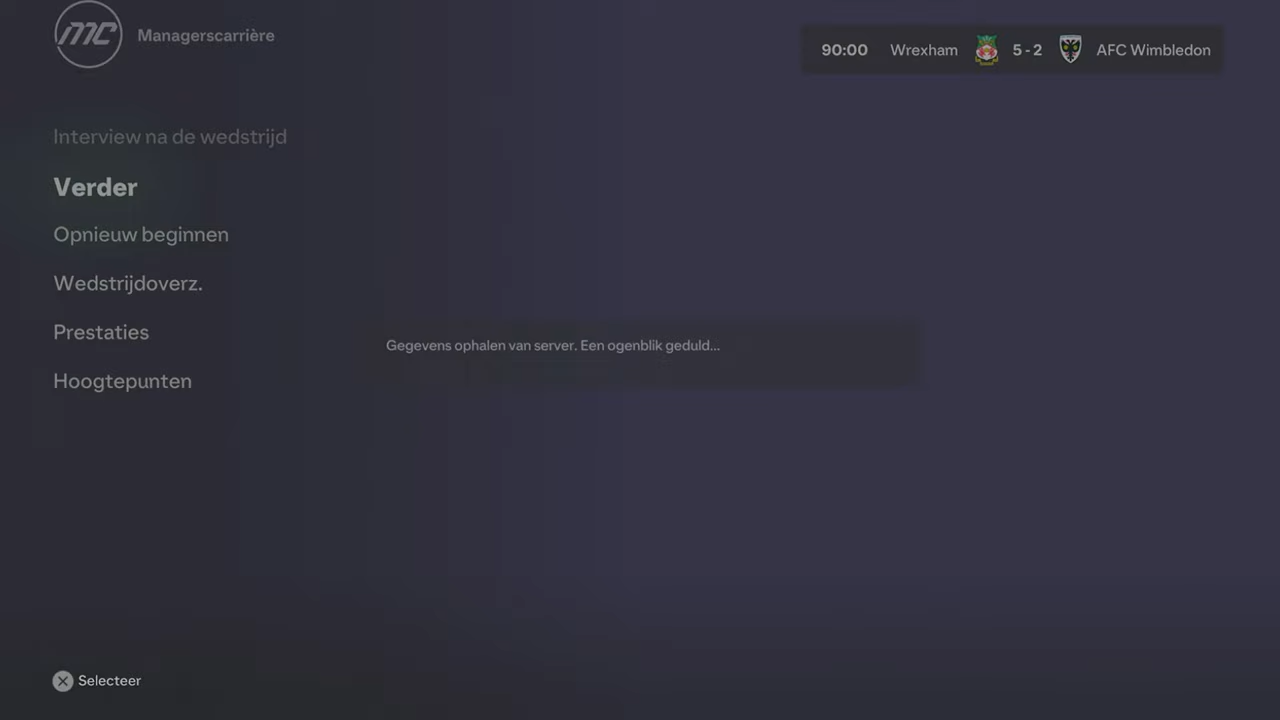 MC Managerscarrière
90:00 Wrexham 5 - 2 AFC Wimbledon
Interview na de wedstrijd
Verder
Opnieuw beginnen
Wedstrijdoverz.
Prestaties
Hoogtepunten
Gegevens ophalen van server. Een ogenblik geduld...
Selecteer